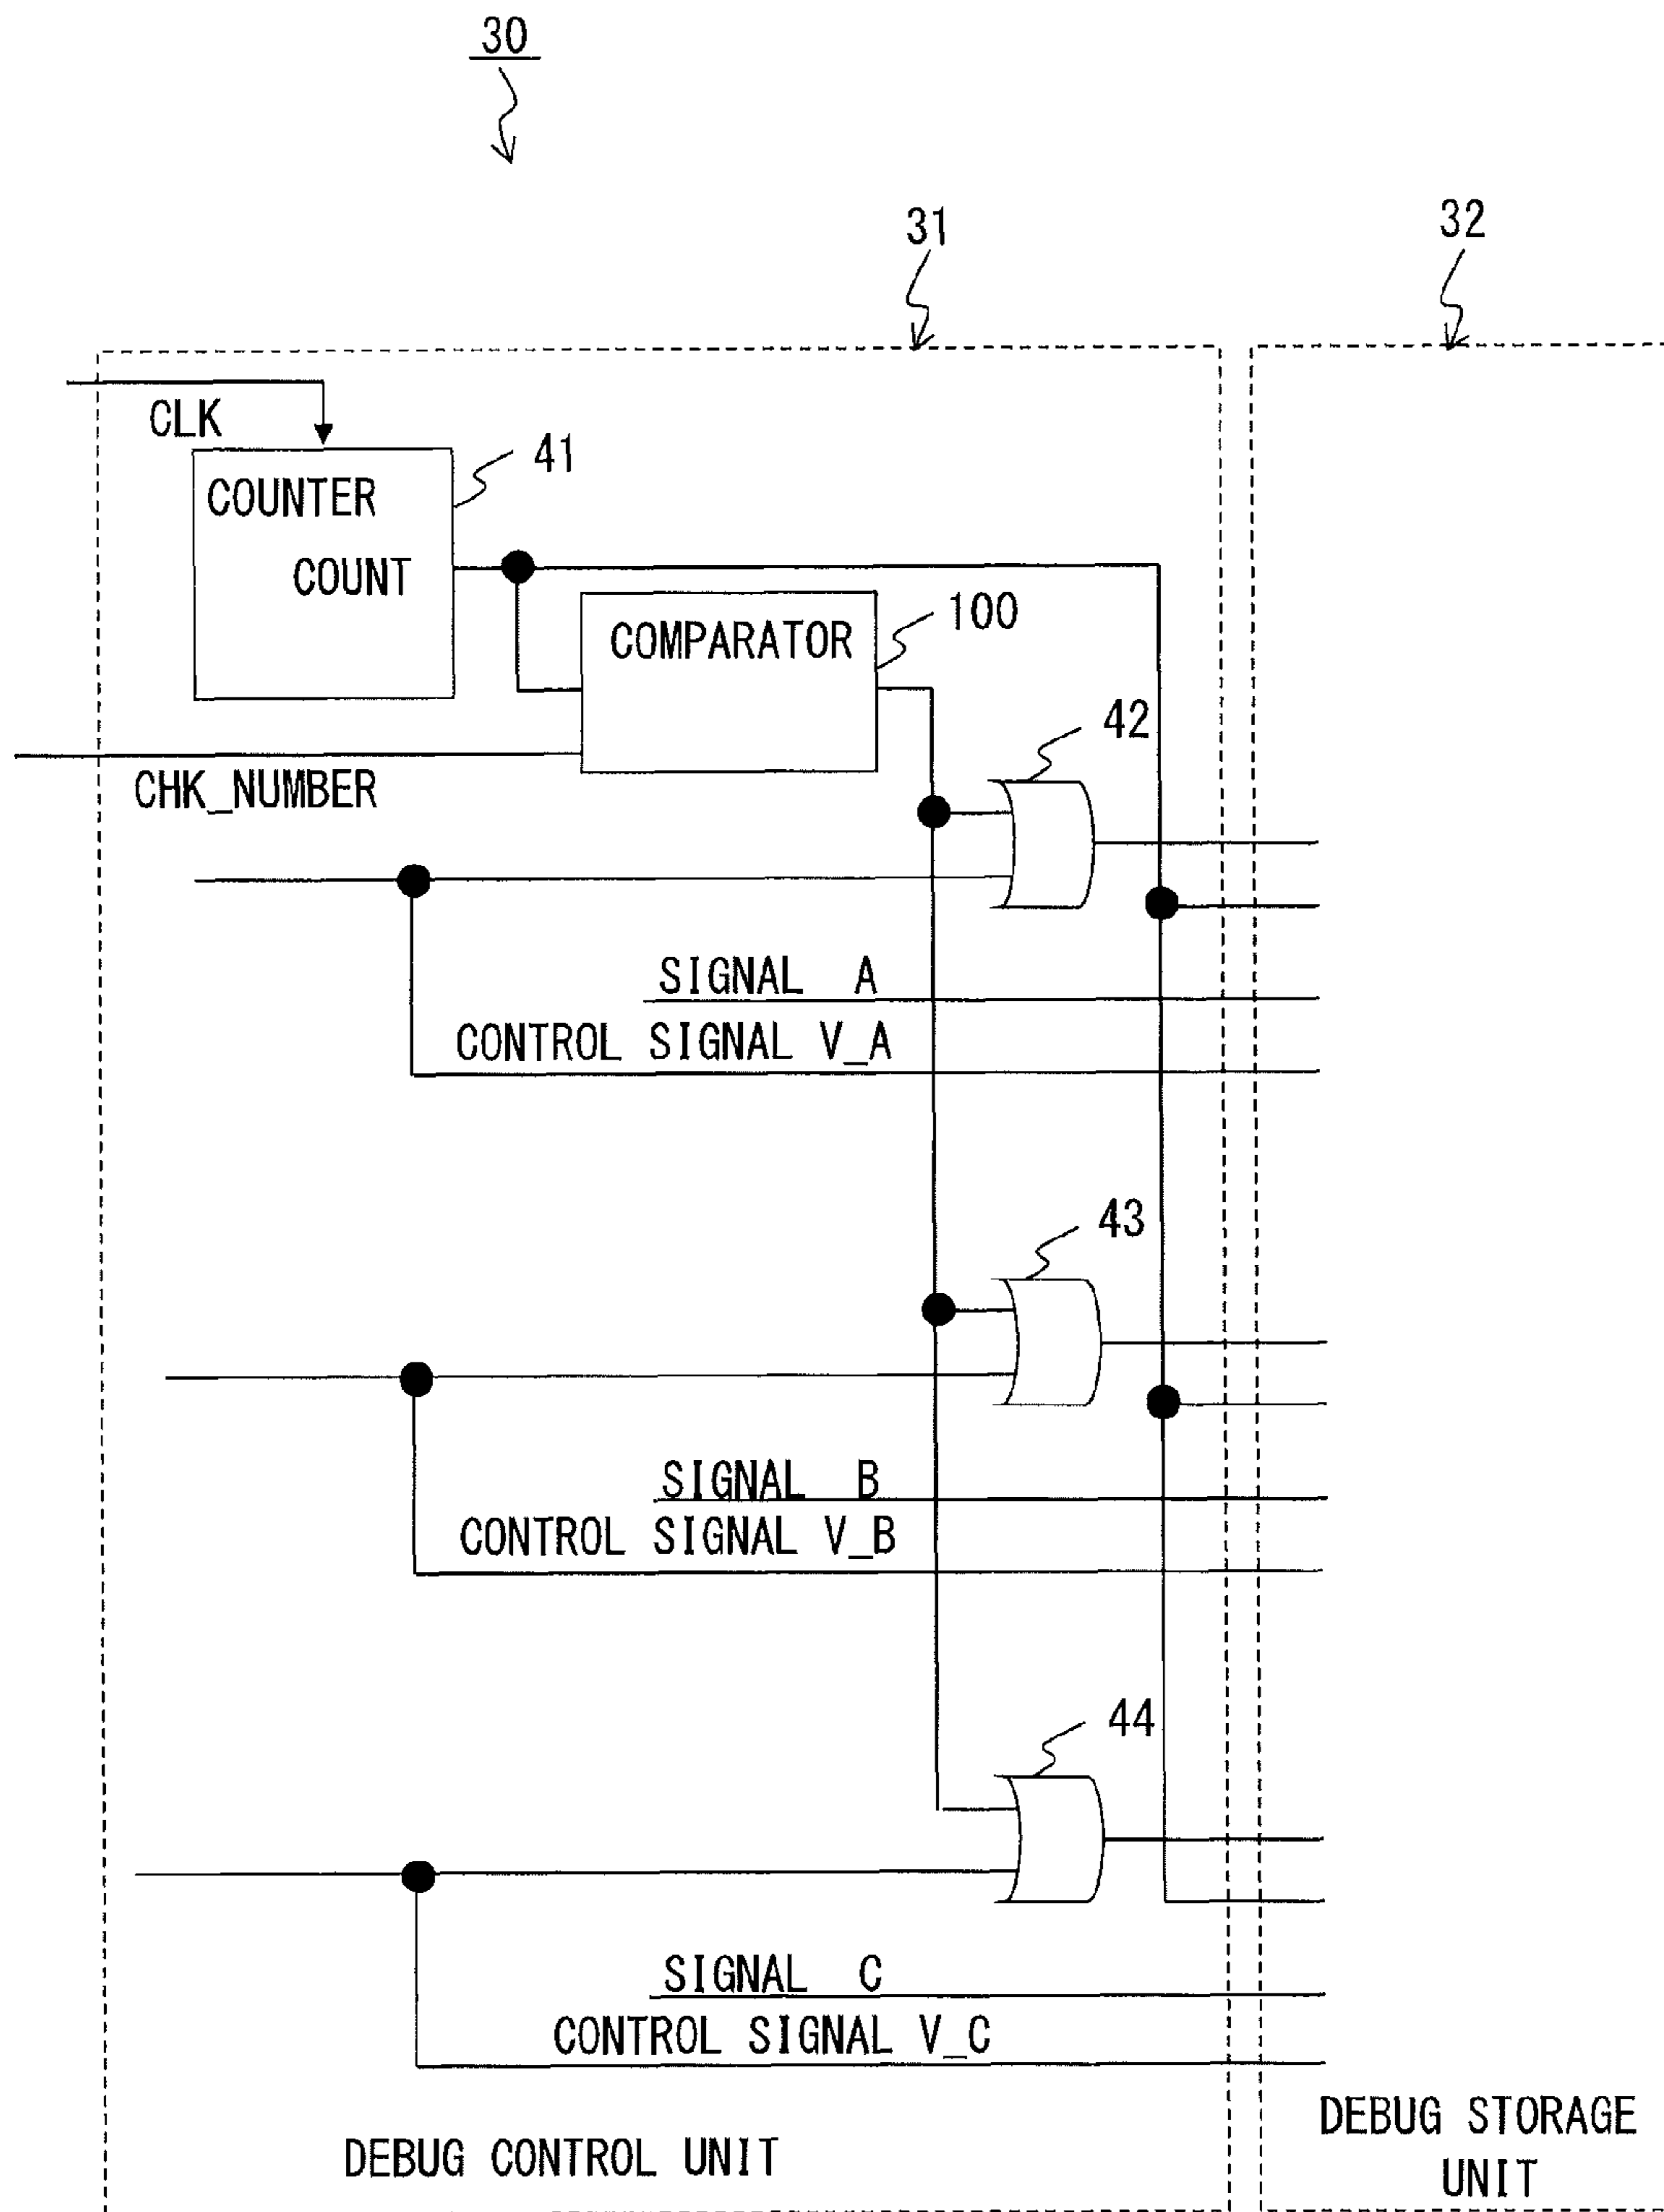 30
31
32
CLK
41
COUNTER
COUNT
100
COMPARATOR
42
CHK_NUMBER
SIGNAL A
CONTROL SIGNAL V_A
43
SIGNAL B
CONTROL SIGNAL V_B
44
SIGNAL C
CONTROL SIGNAL V_C
DEBUG CONTROL UNIT
DEBUG STORAGE
UNIT